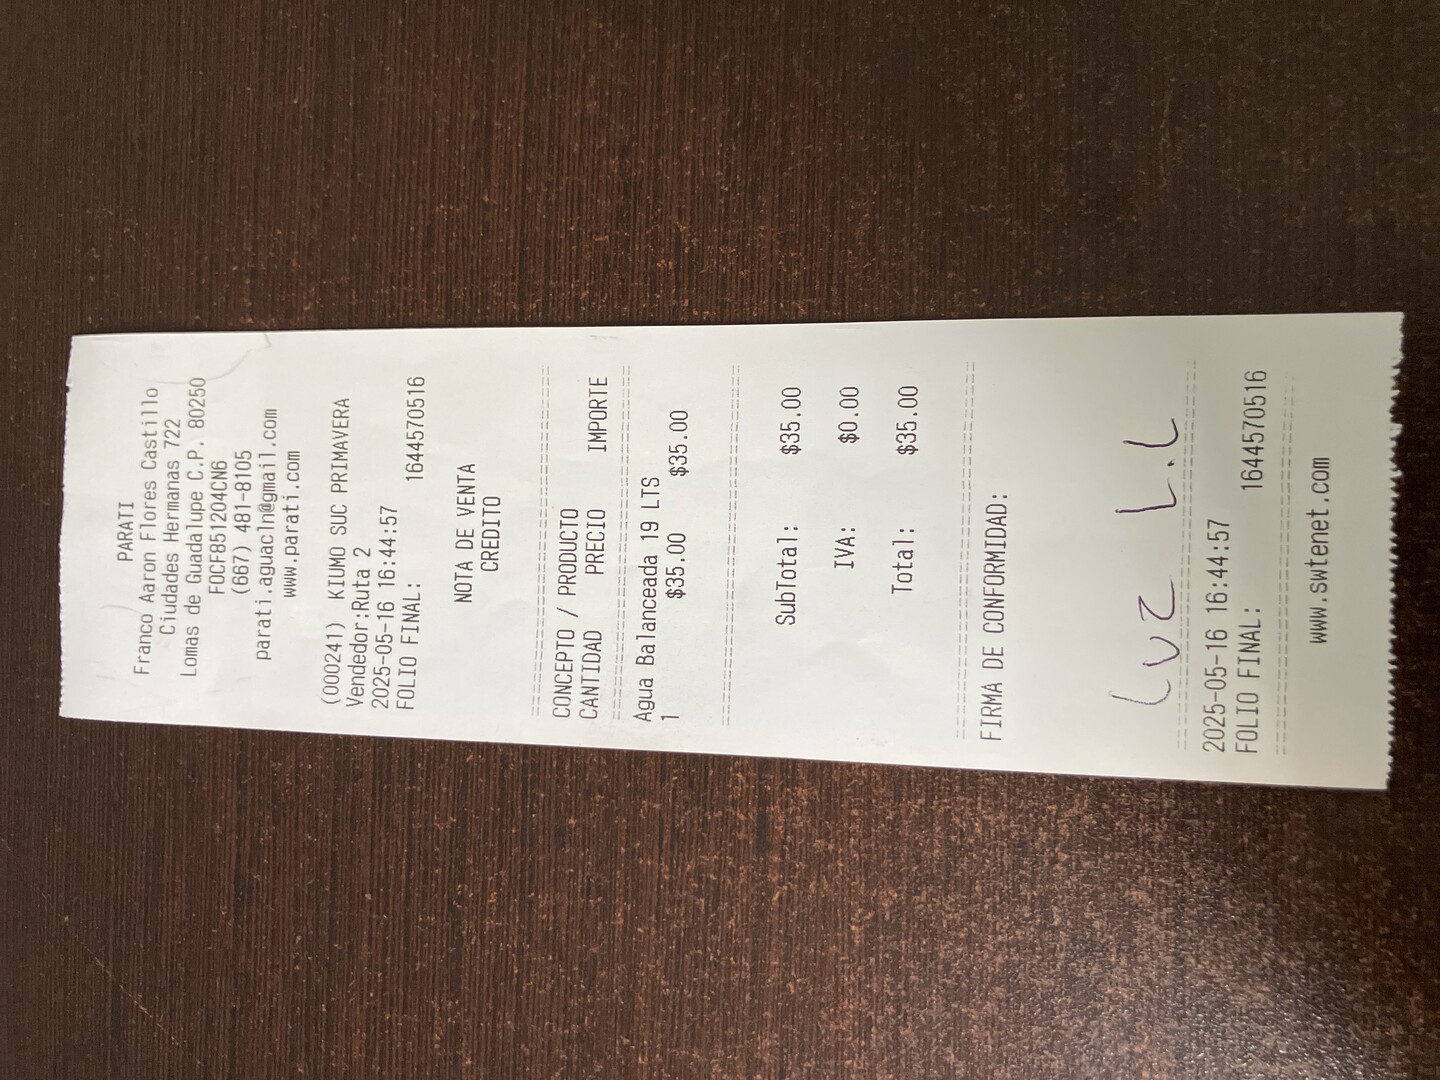 PARATI
Franco Aaron Flores Castillo
Ciudades Hermanas 722
Lomas de Guadalupe C.P. 80250
FOCF851204CN6
(667) 481-8105
parati.aguacln@gmail.com
www.parati.com
(000241) KIUMO SUC PRIMAVERA
Vendedor:Ruta 2
2025-05-16 16:44:57
FOLIO FINAL: 1644570516
NOTA DE VENTA
CREDITO
CONCEPTO / PRODUCTO
CANTIDAD PRECIO IMPORTE
Agua Balanceada 19 LTS
1 $35.00 $35.00
SubTotal: $35.00
IVA: $0.00
Total: $35.00
FIRMA DE CONFORMIDAD:
Luz L.L
2025-05-16 16:44:57
FOLIO FINAL: 1644570516
www.swtenet.com